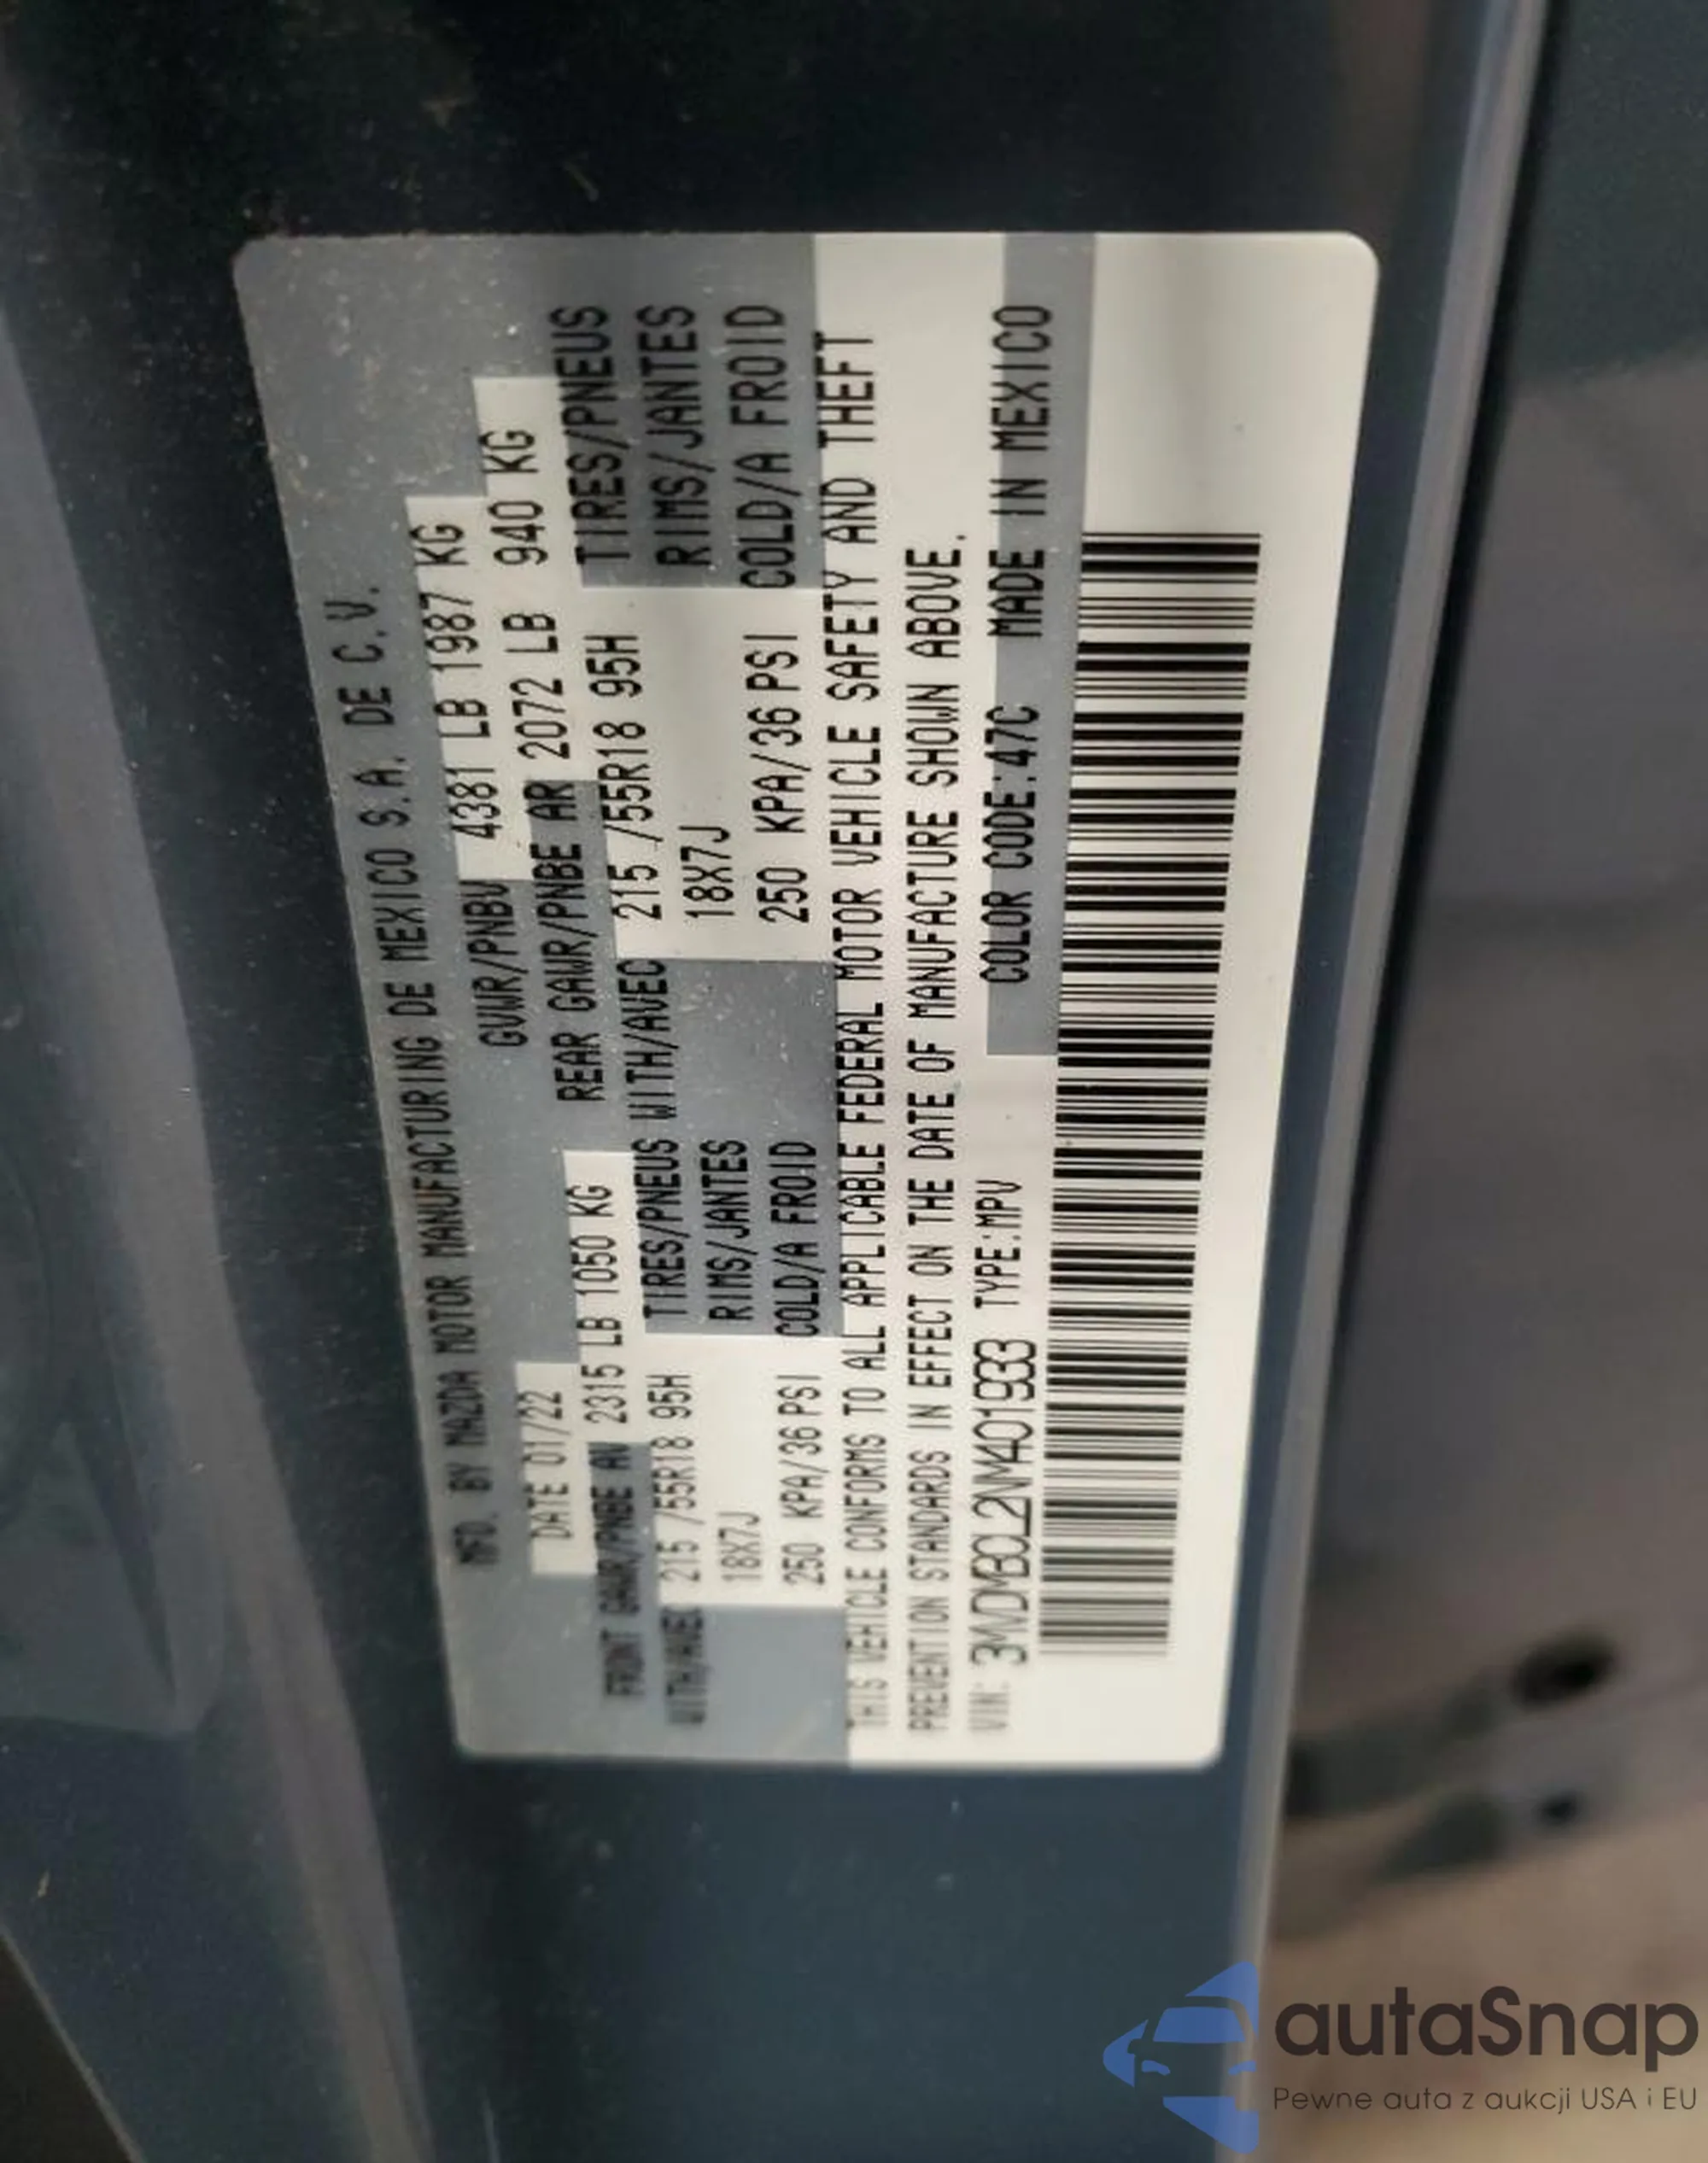 MFD. BY MAZDA MOTOR MANUFACTURING DE MEXICO S.A. DE C.V.
DATE 01/22 GVWR/PNBV 4381 LB 1987 KG
FRONT GAWR/PNBE AV 2315 LB 1050 KG REAR GAWR/PNBE AR 2072 LB 940 KG
WITH/AVEC 215 /55R18 95H TIRES/PNEUS WITH/AVEC 215 /55R18 95H TIRES/PNEUS
18X7J RIMS/JANTES 18X7J RIMS/JANTES
250 KPA/36 PSI COLD/A FROID 250 KPA/36 PSI COLD/A FROID
THIS VEHICLE CONFORMS TO ALL APPLICABLE FEDERAL MOTOR VEHICLE SAFETY AND THEFT
PREVENTION STANDARDS IN EFFECT ON THE DATE OF MANUFACTURE SHOWN ABOVE.
VIN: 3MVDMBCL2NM401933 TYPE:MPV COLOR CODE:47C MADE IN MEXICO
autaSnap
Pewne auta z aukcji USA i EU